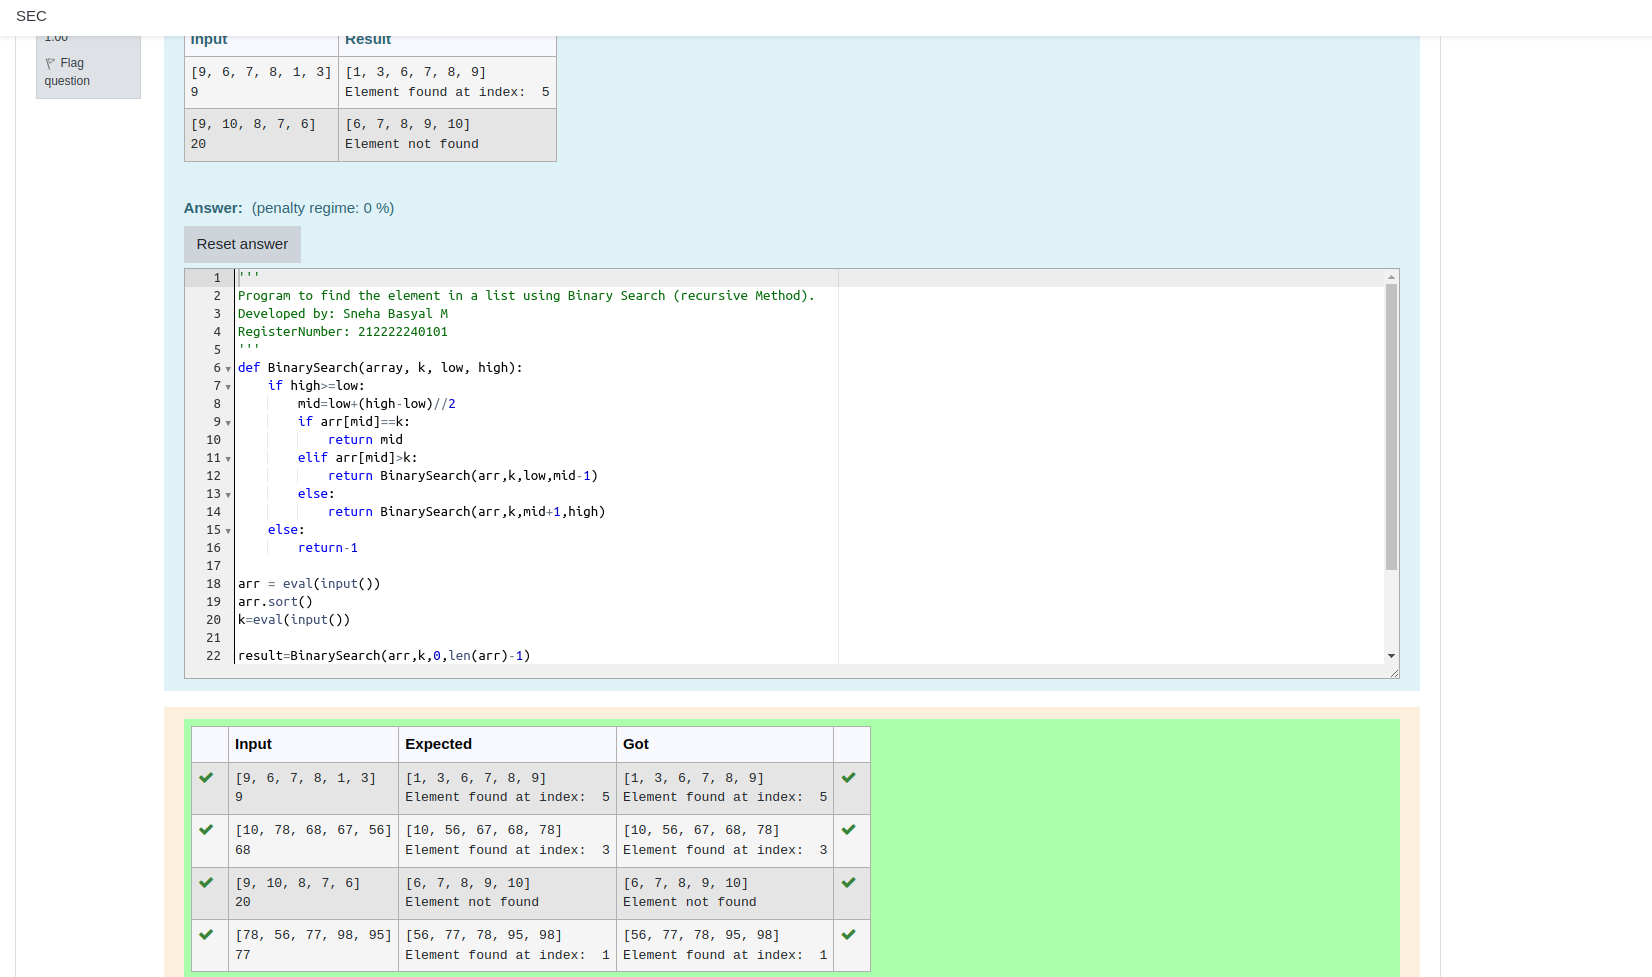 SEC
1.00
Flag
question
Input Result
[9, 6, 7, 8, 1, 3] [1, 3, 6, 7, 8, 9]
9 Element found at index:  5
[9, 10, 8, 7, 6] [6, 7, 8, 9, 10]
20 Element not found
Answer: (penalty regime: 0 %)
Reset answer
1 '''
2 Program to find the element in a list using Binary Search (recursive Method).
3 Developed by: Sneha Basyal M
4 RegisterNumber: 212222240101
5 '''
6 def BinarySearch(array, k, low, high):
7     if high>=low:
8         mid=low+(high-low)//2
9         if arr[mid]==k:
10             return mid
11         elif arr[mid]>k:
12             return BinarySearch(arr,k,low,mid-1)
13         else:
14             return BinarySearch(arr,k,mid+1,high)
15     else:
16         return-1
17
18 arr = eval(input())
19 arr.sort()
20 k=eval(input())
21
22 result=BinarySearch(arr,k,0,len(arr)-1)
Input Expected Got
[9, 6, 7, 8, 1, 3] [1, 3, 6, 7, 8, 9] [1, 3, 6, 7, 8, 9]
9 Element found at index:  5 Element found at index:  5
[10, 78, 68, 67, 56] [10, 56, 67, 68, 78] [10, 56, 67, 68, 78]
68 Element found at index:  3 Element found at index:  3
[9, 10, 8, 7, 6] [6, 7, 8, 9, 10] [6, 7, 8, 9, 10]
20 Element not found Element not found
[78, 56, 77, 98, 95] [56, 77, 78, 95, 98] [56, 77, 78, 95, 98]
77 Element found at index:  1 Element found at index:  1